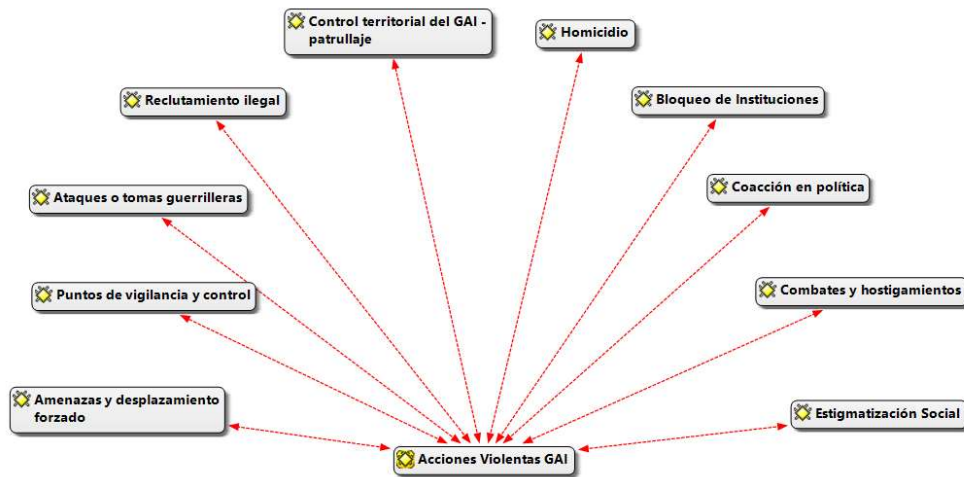 Control territorial del GAI -
patrullaje
Homicidio
Reclutamiento ilegal
Bloqueo de Instituciones
Ataques o tomas guerrilleras
Coacción en política
Puntos de vigilancia y control
Combates y hostigamientos
Amenazas y desplazamiento
forzado
Estigmatización Social
Acciones Violentas GAI